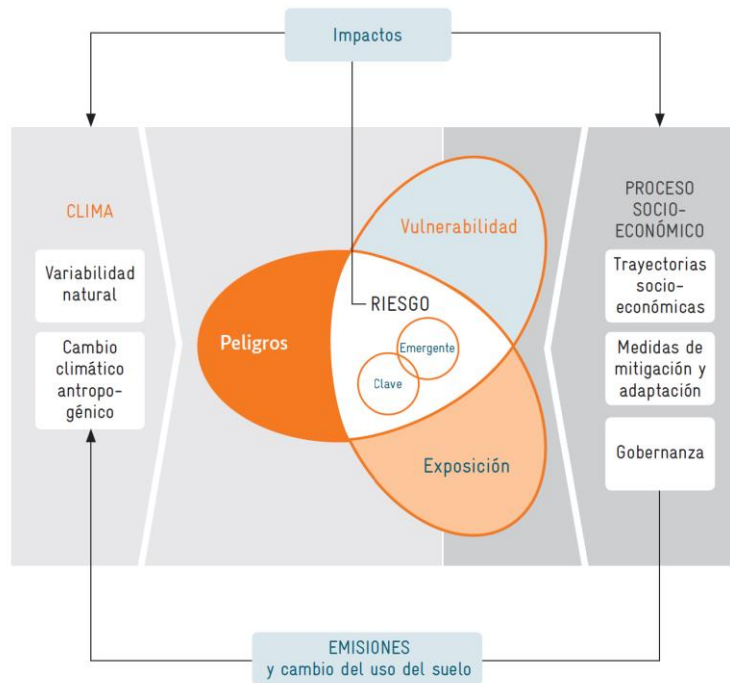 Impactos
CLIMA
Variabilidad
natural
Cambio
climático
antropo-
génico
Peligros
Vulnerabilidad
RIESGO
Emergente
Clave
Exposición
PROCESO
SOCIO-
ECONÓMICO
Trayectorias
socio-
económicas
Medidas de
mitigación y
adaptación
Gobernanza
EMISIONES
y cambio del uso del suelo